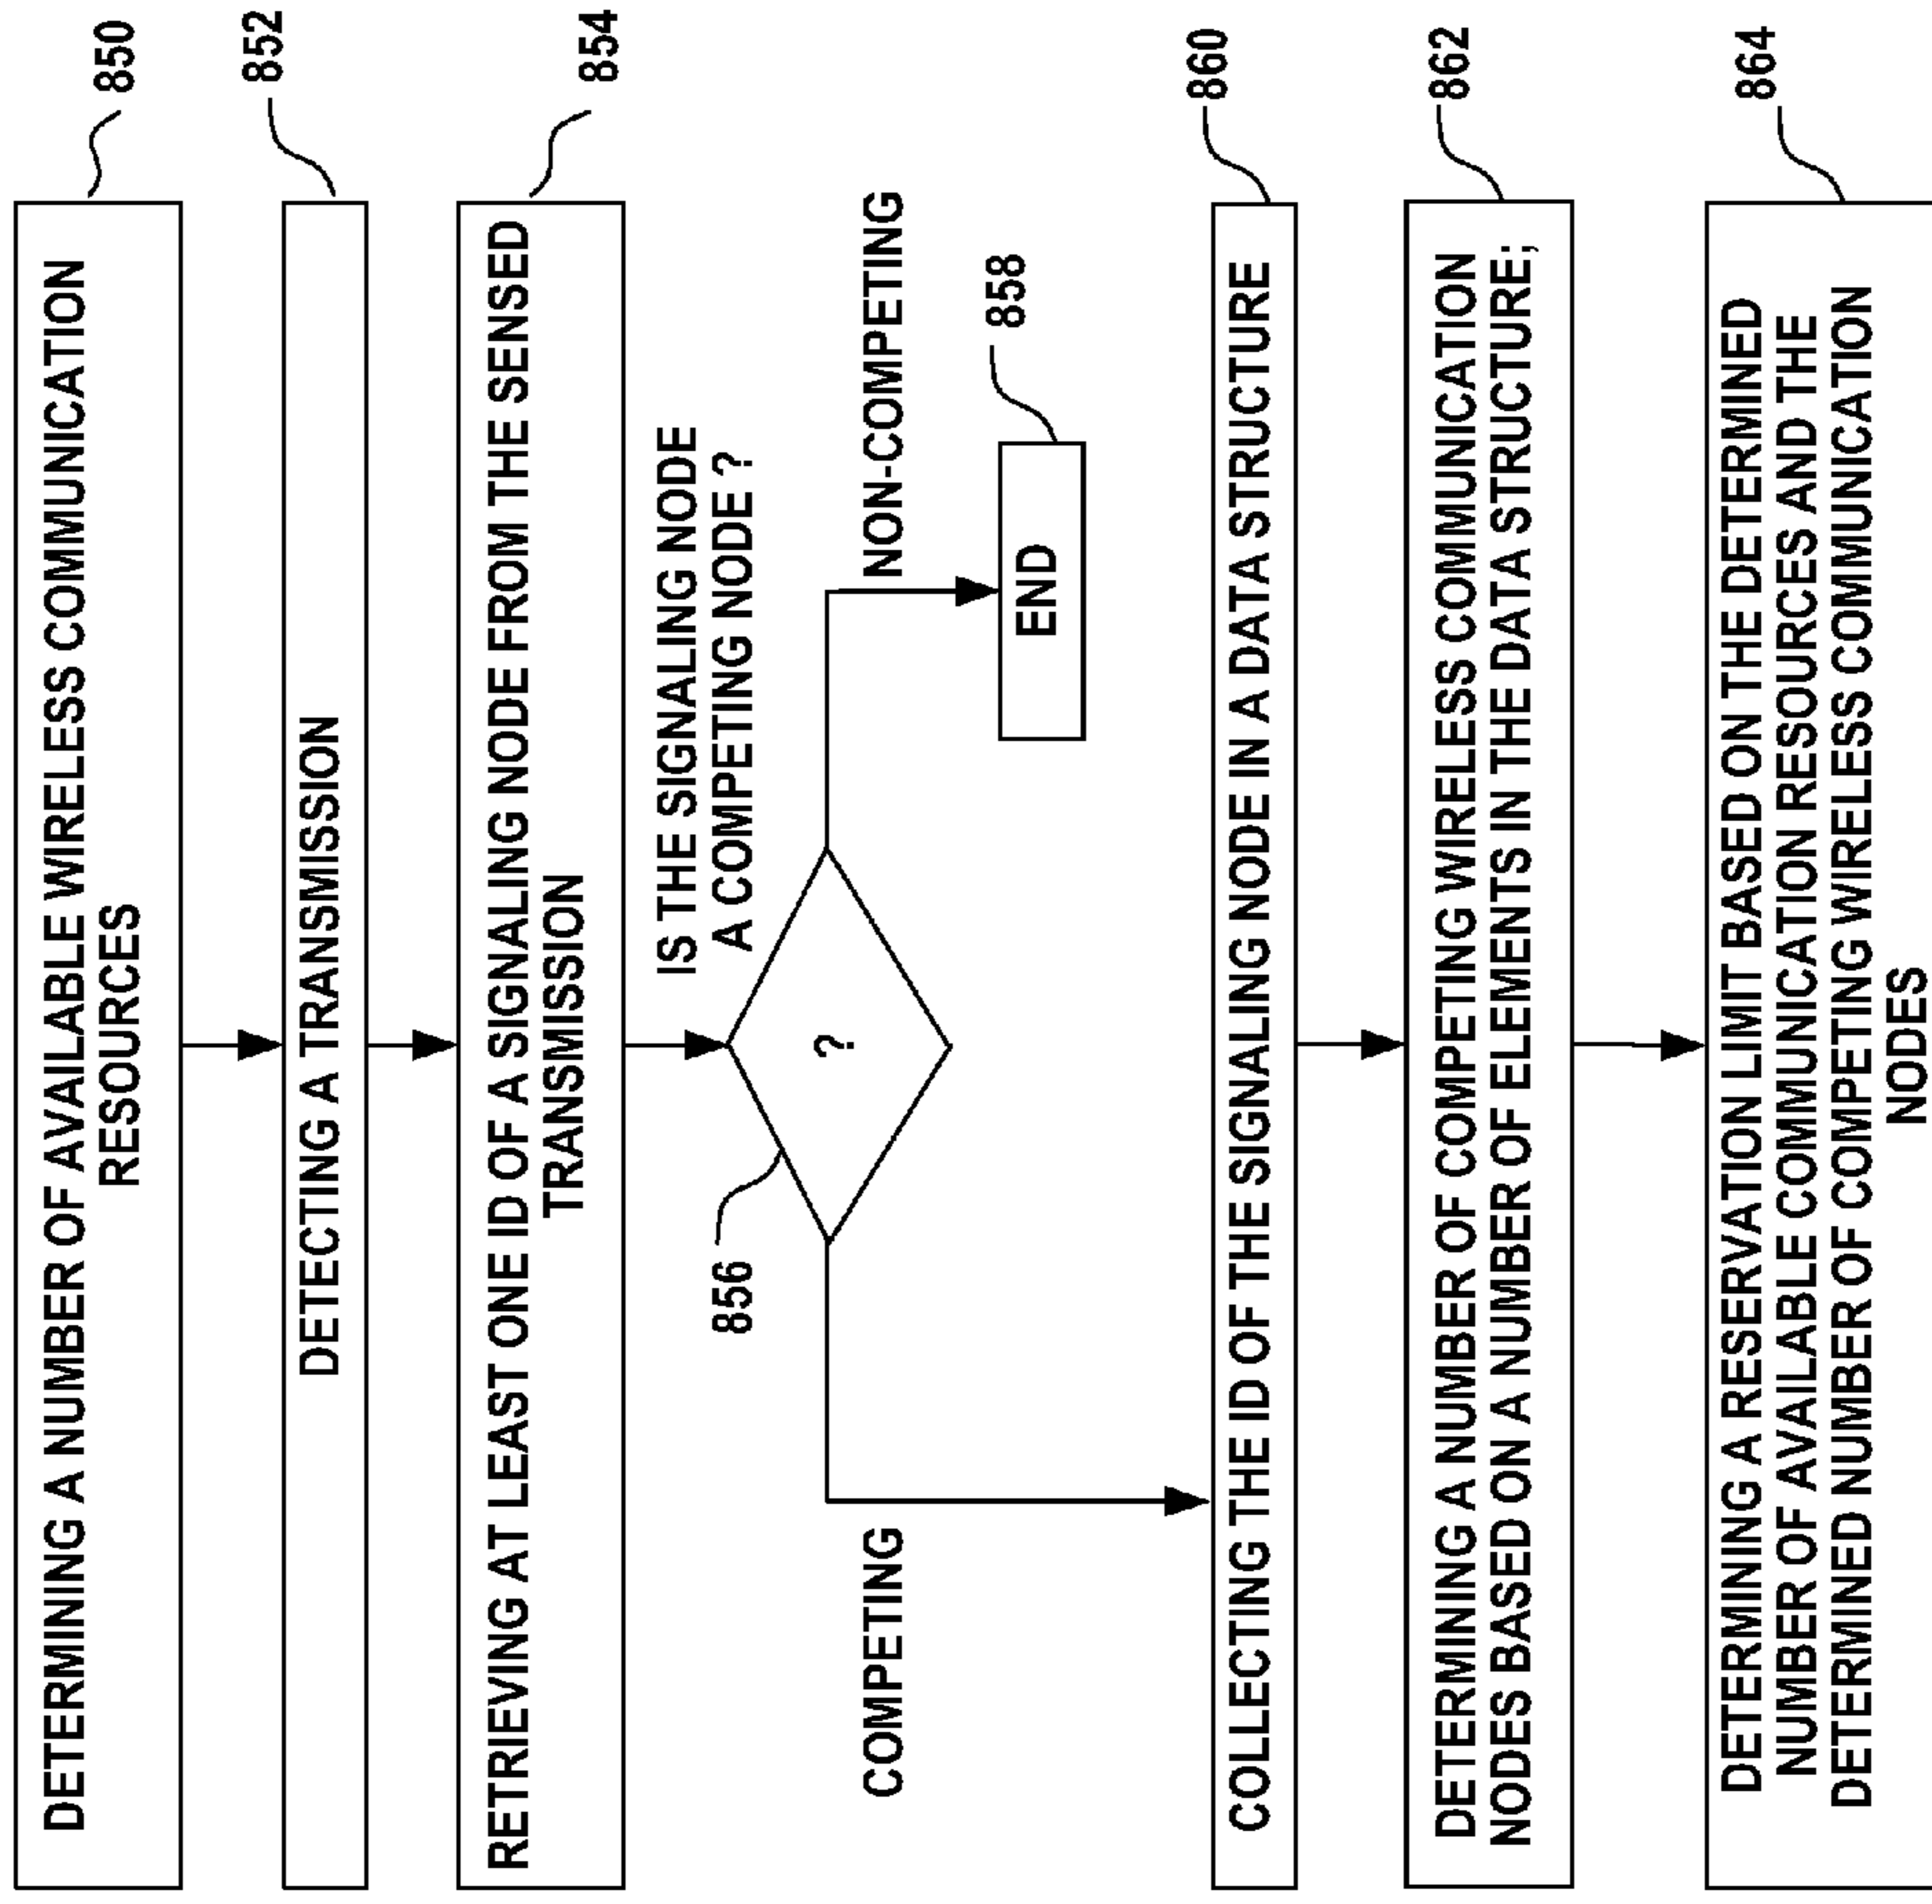 DETERMINING A NUMBER OF AVAILABLE WIRELESS COMMUNICATION
RESOURCES
850
DETECTING A TRANSMISSION
852
RETRIEVING AT LEAST ONE ID OF A SIGNALING NODE FROM THE SENSED
TRANSMISSION
854
IS THE SIGNALING NODE
A COMPETING NODE ?
856
?
COMPETING
NON-COMPETING
END
858
COLLECTING THE ID OF THE SIGNALING NODE IN A DATA STRUCTURE
860
DETERMINING A NUMBER OF COMPETING WIRELESS COMMUNICATION
NODES BASED ON A NUMBER OF ELEMENTS IN THE DATA STRUCTURE;
862
DETERMINING A RESERVATION LIMIT BASED ON THE DETERMINED
NUMBER OF AVAILABLE COMMUNICATION RESOURCES AND THE
DETERMINED NUMBER OF COMPETING WIRELESS COMMUNICATION
NODES
864